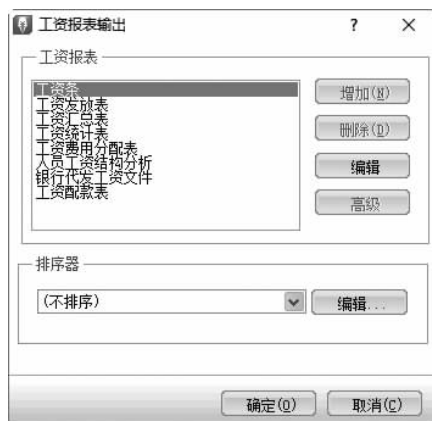 工资报表输出 ?
工资报表
工资条
工资发放表
工资汇总表
工资统计表
工资费用分配表
人员工资结构分析
银行代发工资文件
工资配款表
增加(N)
删除(D)
编辑
高级
排序器
(不排序)
编辑...
确定(O)
取消(C)